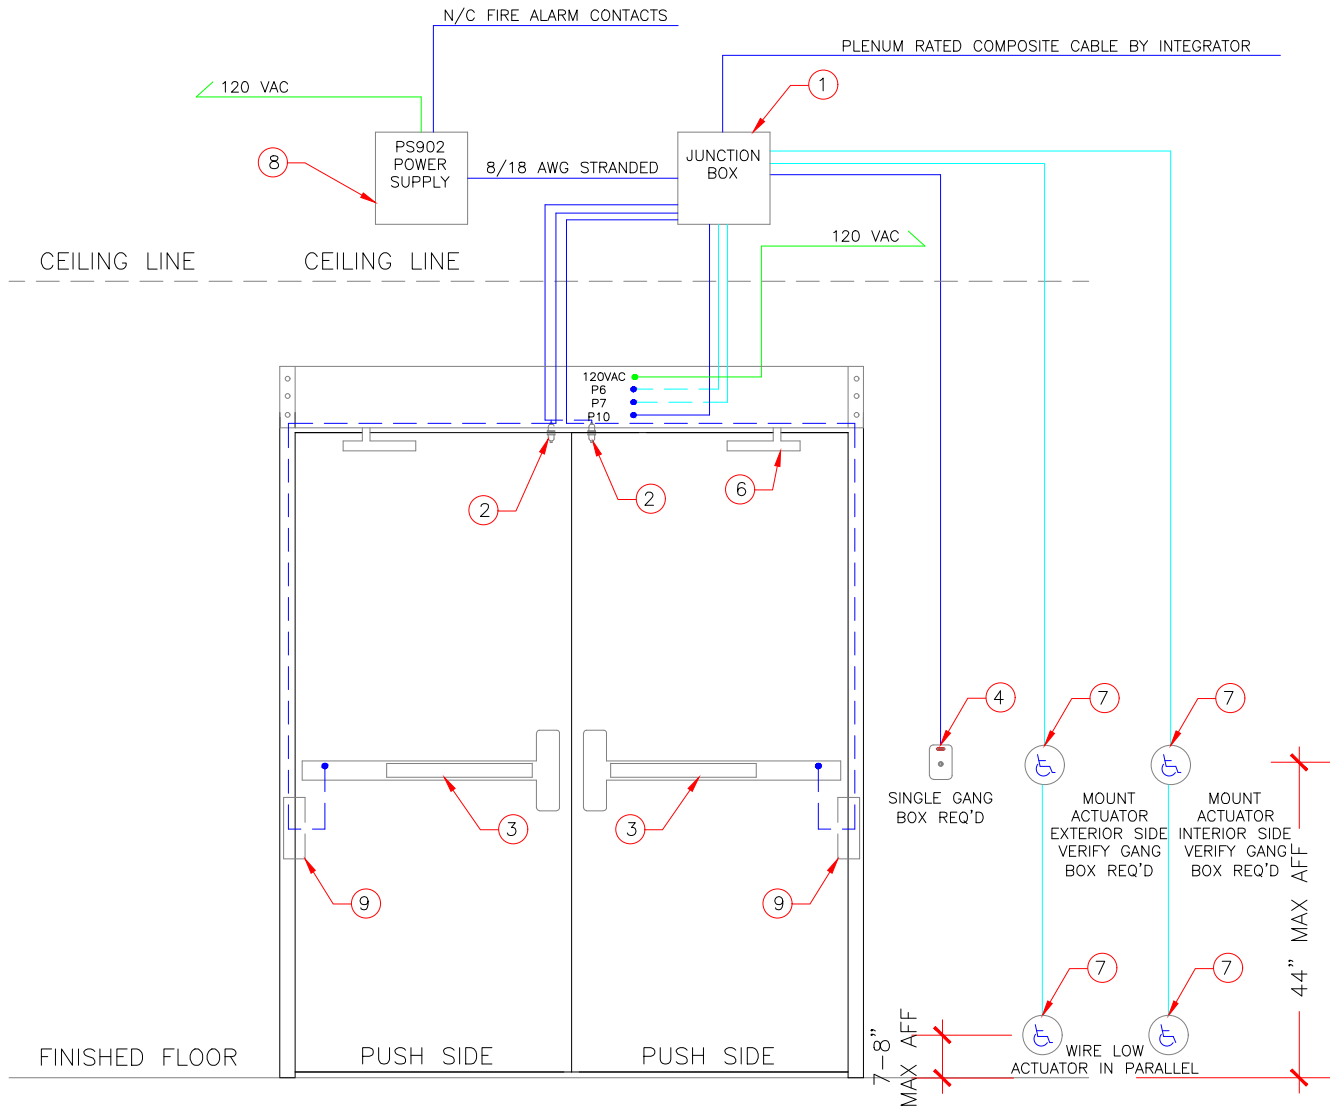 N/C FIRE ALARM CONTACTS
PLENUM RATED COMPOSITE CABLE BY INTEGRATOR
120 VAC
1
PS902
POWER
SUPPLY
8
8/18 AWG STRANDED
JUNCTION
BOX
120 VAC
CEILING LINE
CEILING LINE
120VAC
P6
P7
P10
2
2
6
4
7
7
SINGLE GANG
BOX REQ'D
MOUNT
ACTUATOR
EXTERIOR SIDE
VERIFY GANG
BOX REQ'D
MOUNT
ACTUATOR
INTERIOR SIDE
VERIFY GANG
BOX REQ'D
3
3
9
9
44" MAX AFF
7
7
7-8"
MAX AFF
WIRE LOW
ACTUATOR IN PARALLEL
FINISHED FLOOR
PUSH SIDE
PUSH SIDE